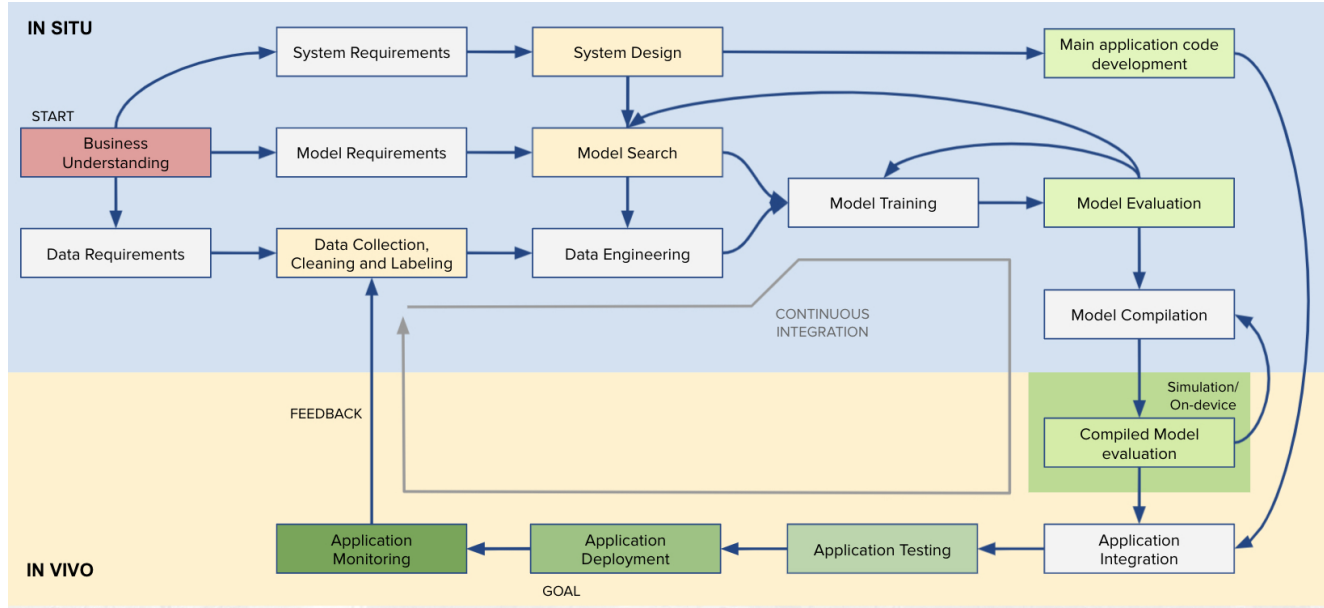 IN SITU
System Requirements
System Design
Main application code
development
START
Business
Understanding
Model Requirements
Model Search
Model Training
Model Evaluation
Data Requirements
Data Collection,
Cleaning and Labeling
Data Engineering
CONTINUOUS
INTEGRATION
Model Compilation
Simulation/
On-device
FEEDBACK
Compiled Model
evaluation
Application
Monitoring
Application
Deployment
Application Testing
Application
Integration
IN VIVO
GOAL